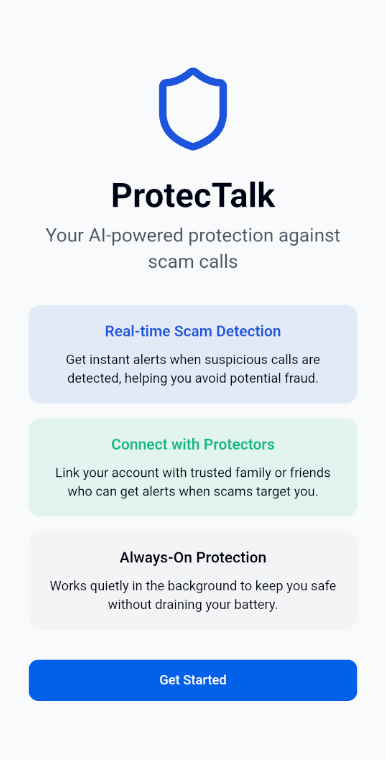 ProtecTalk
Your AI-powered protection against
scam calls
Real-time Scam Detection
Get instant alerts when suspicious calls are
detected, helping you avoid potential fraud.
Connect with Protectors
Link your account with trusted family or friends
who can get alerts when scams target you.
Always-On Protection
Works quietly in the background to keep you safe
without draining your battery.
Get Started